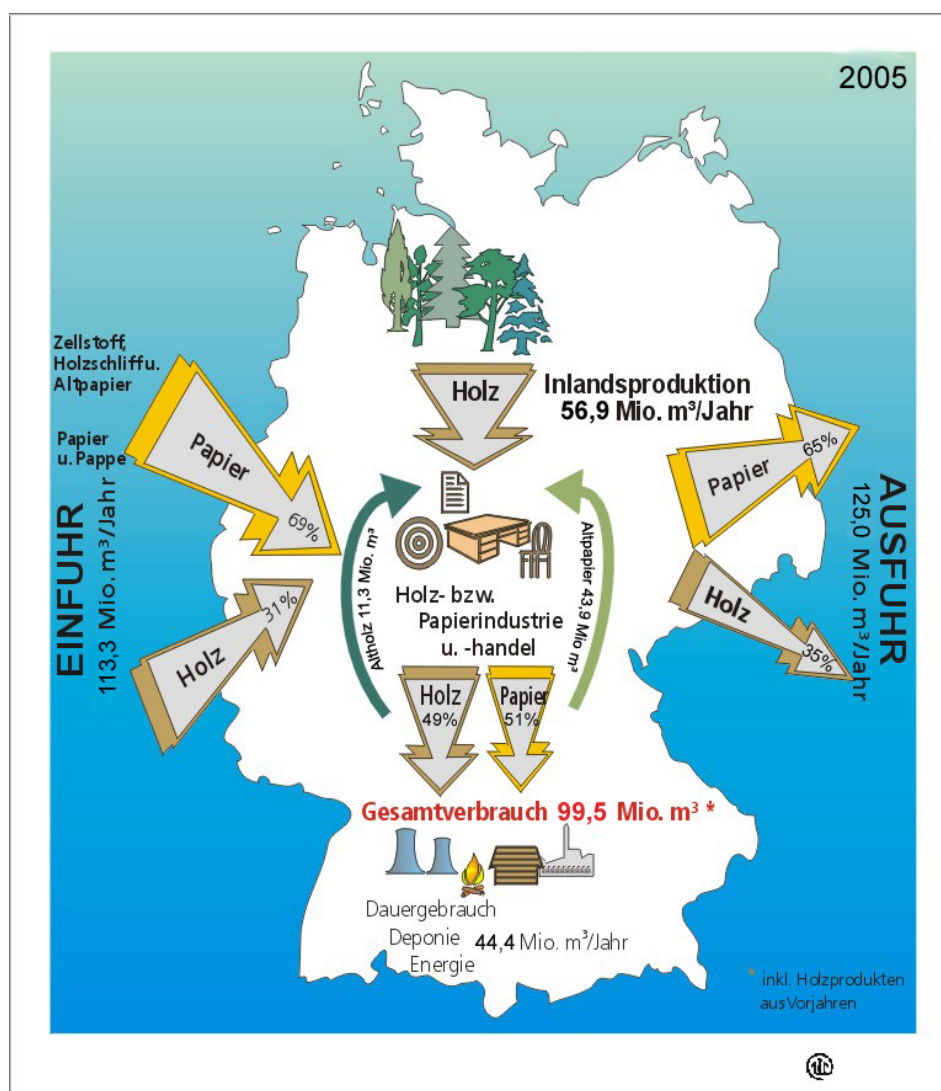 2005
Zellstoff,
Holzschliffu.
Altpapier
Papier
u. Pappe
Papier
69%
EINFUHR
113,3 Mio. m³/Jahr
Holz
31%
Holz
Inlandsproduktion
56,9 Mio. m³/Jahr
Altholz 11,3 Mio. m³
Altpapier 43,9 Mio m³
Holz- bzw.
Papierindustrie
u. -handel
Holz
49%
Papier
51%
Papier
65%
Holz
35%
AUSFUHR
125,0 Mio. m³/Jahr
Gesamtverbrauch 99,5 Mio. m³ *
Dauergebrauch
Deponie 44,4 Mio. m³/Jahr
Energie
* inkl. Holzprodukten
aus Vorjahren